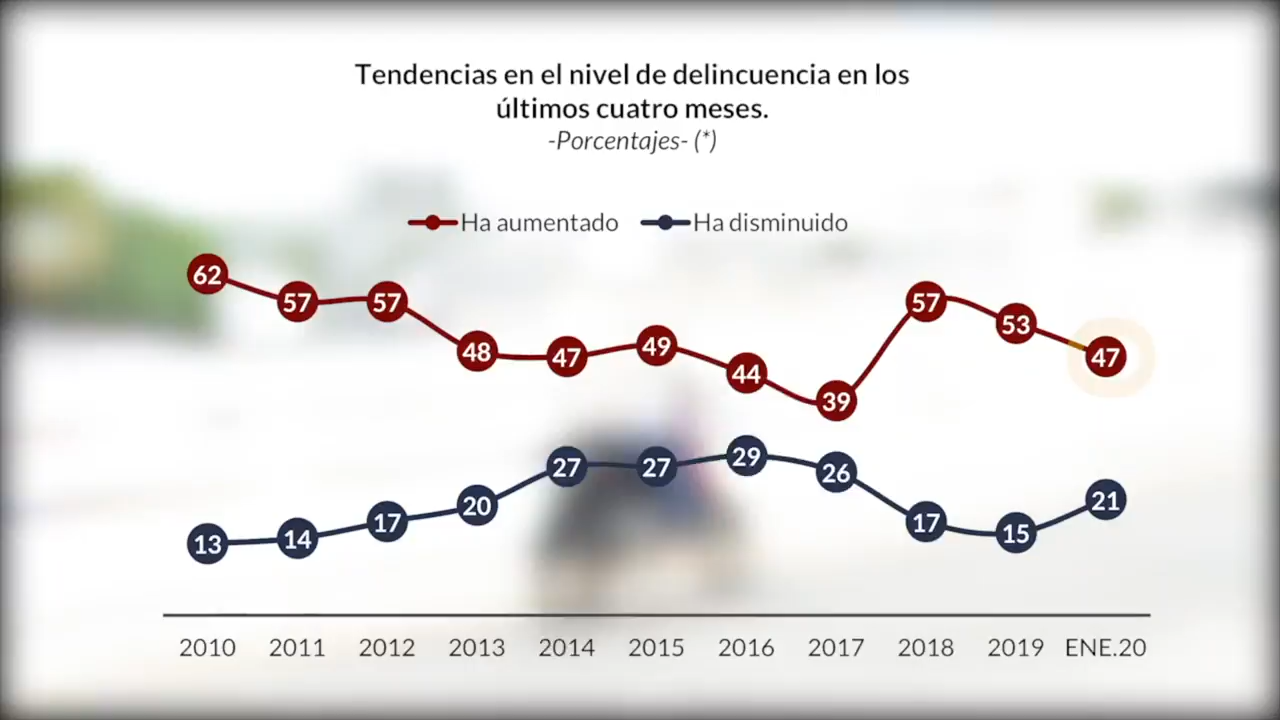 Tendencias en el nivel de delincuencia en los
últimos cuatro meses.
-Porcentajes- (*)
Ha aumentado Ha disminuido
62 57 57 48 47 49 44 39 57 53 47
13 14 17 20 27 27 29 26 17 15 21
2010 2011 2012 2013 2014 2015 2016 2017 2018 2019 ENE.20